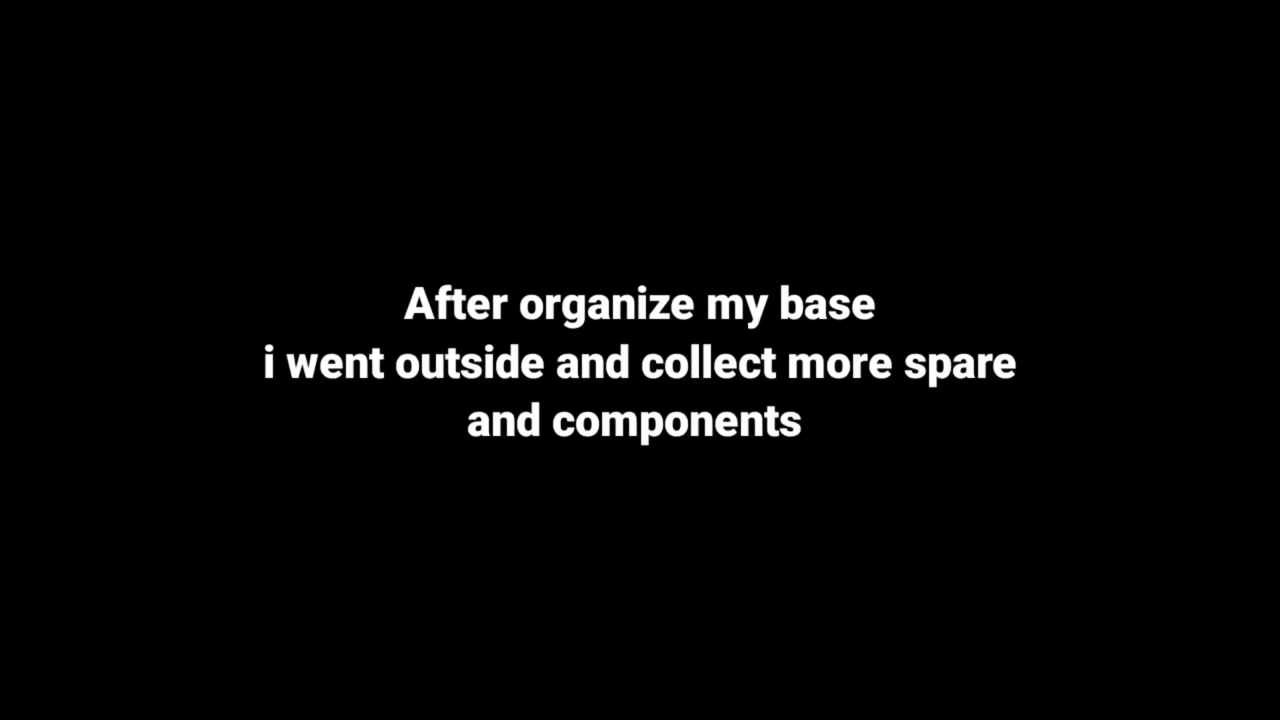 After organize my base
i went outside and collect more spare
and components